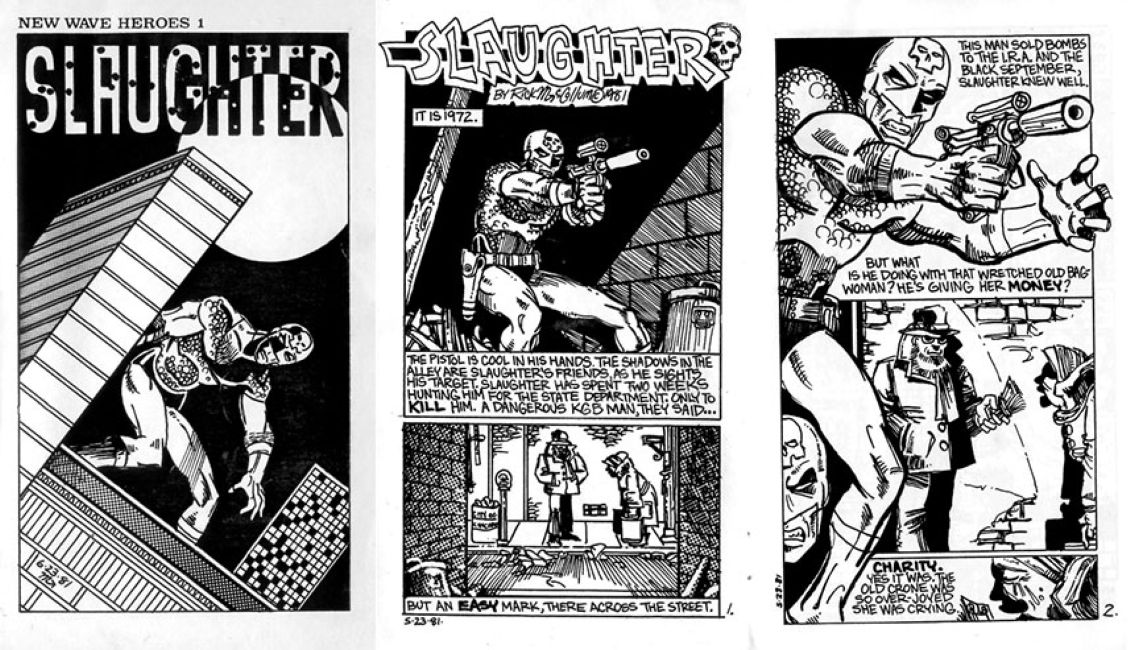 NEW WAVE HEROES 1
SLAUGHTER
6-23-81
SLAUGHTER
IT IS 1972.
THE PISTOL IS COOL IN HIS HANDS. THE SHADOWS IN THE
ALLEY ARE SLAUGHTER'S FRIENDS, AS HE SIGHTS
HIS TARGET. SLAUGHTER HAS SPENT TWO WEEKS
HUNTING HIM FOR THE STATE DEPARTMENT. ONLY TO
KILL HIM. A DANGEROUS KGB MAN, THEY SAID...
CITY OF
BUT AN EASY MARK, THERE ACROSS THE STREET.
5-23-81.
1.
THIS MAN SOLD BOMBS
TO THE I.R.A. AND THE
BLACK SEPTEMBER,
SLAUGHTER KNEW WELL.
BUT WHAT
IS HE DOING WITH THAT WRETCHED OLD BAG
WOMAN? HE'S GIVING HER MONEY?
CHARITY.
YES IT WAS. THE
OLD CRONE WAS
SO OVER-JOYED
SHE WAS CRYING.
2.